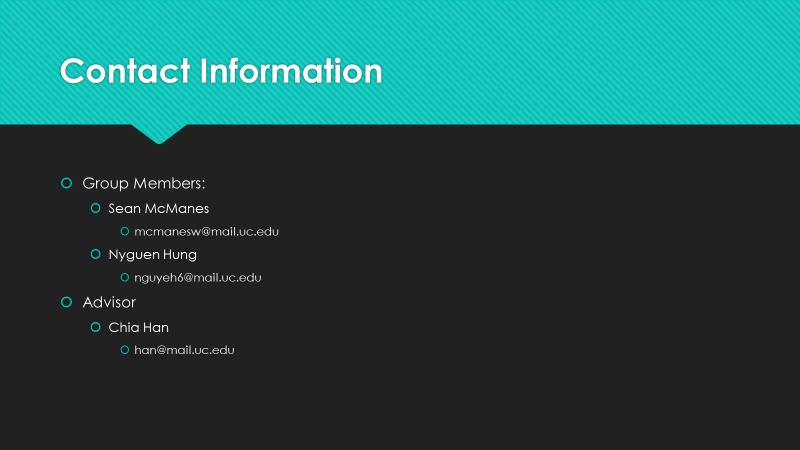 Contact Information
Group Members:
Sean McManes
mcmanesw@mail.uc.edu
Nyguen Hung
nguyeh6@mail.uc.edu
Advisor
Chia Han
han@mail.uc.edu